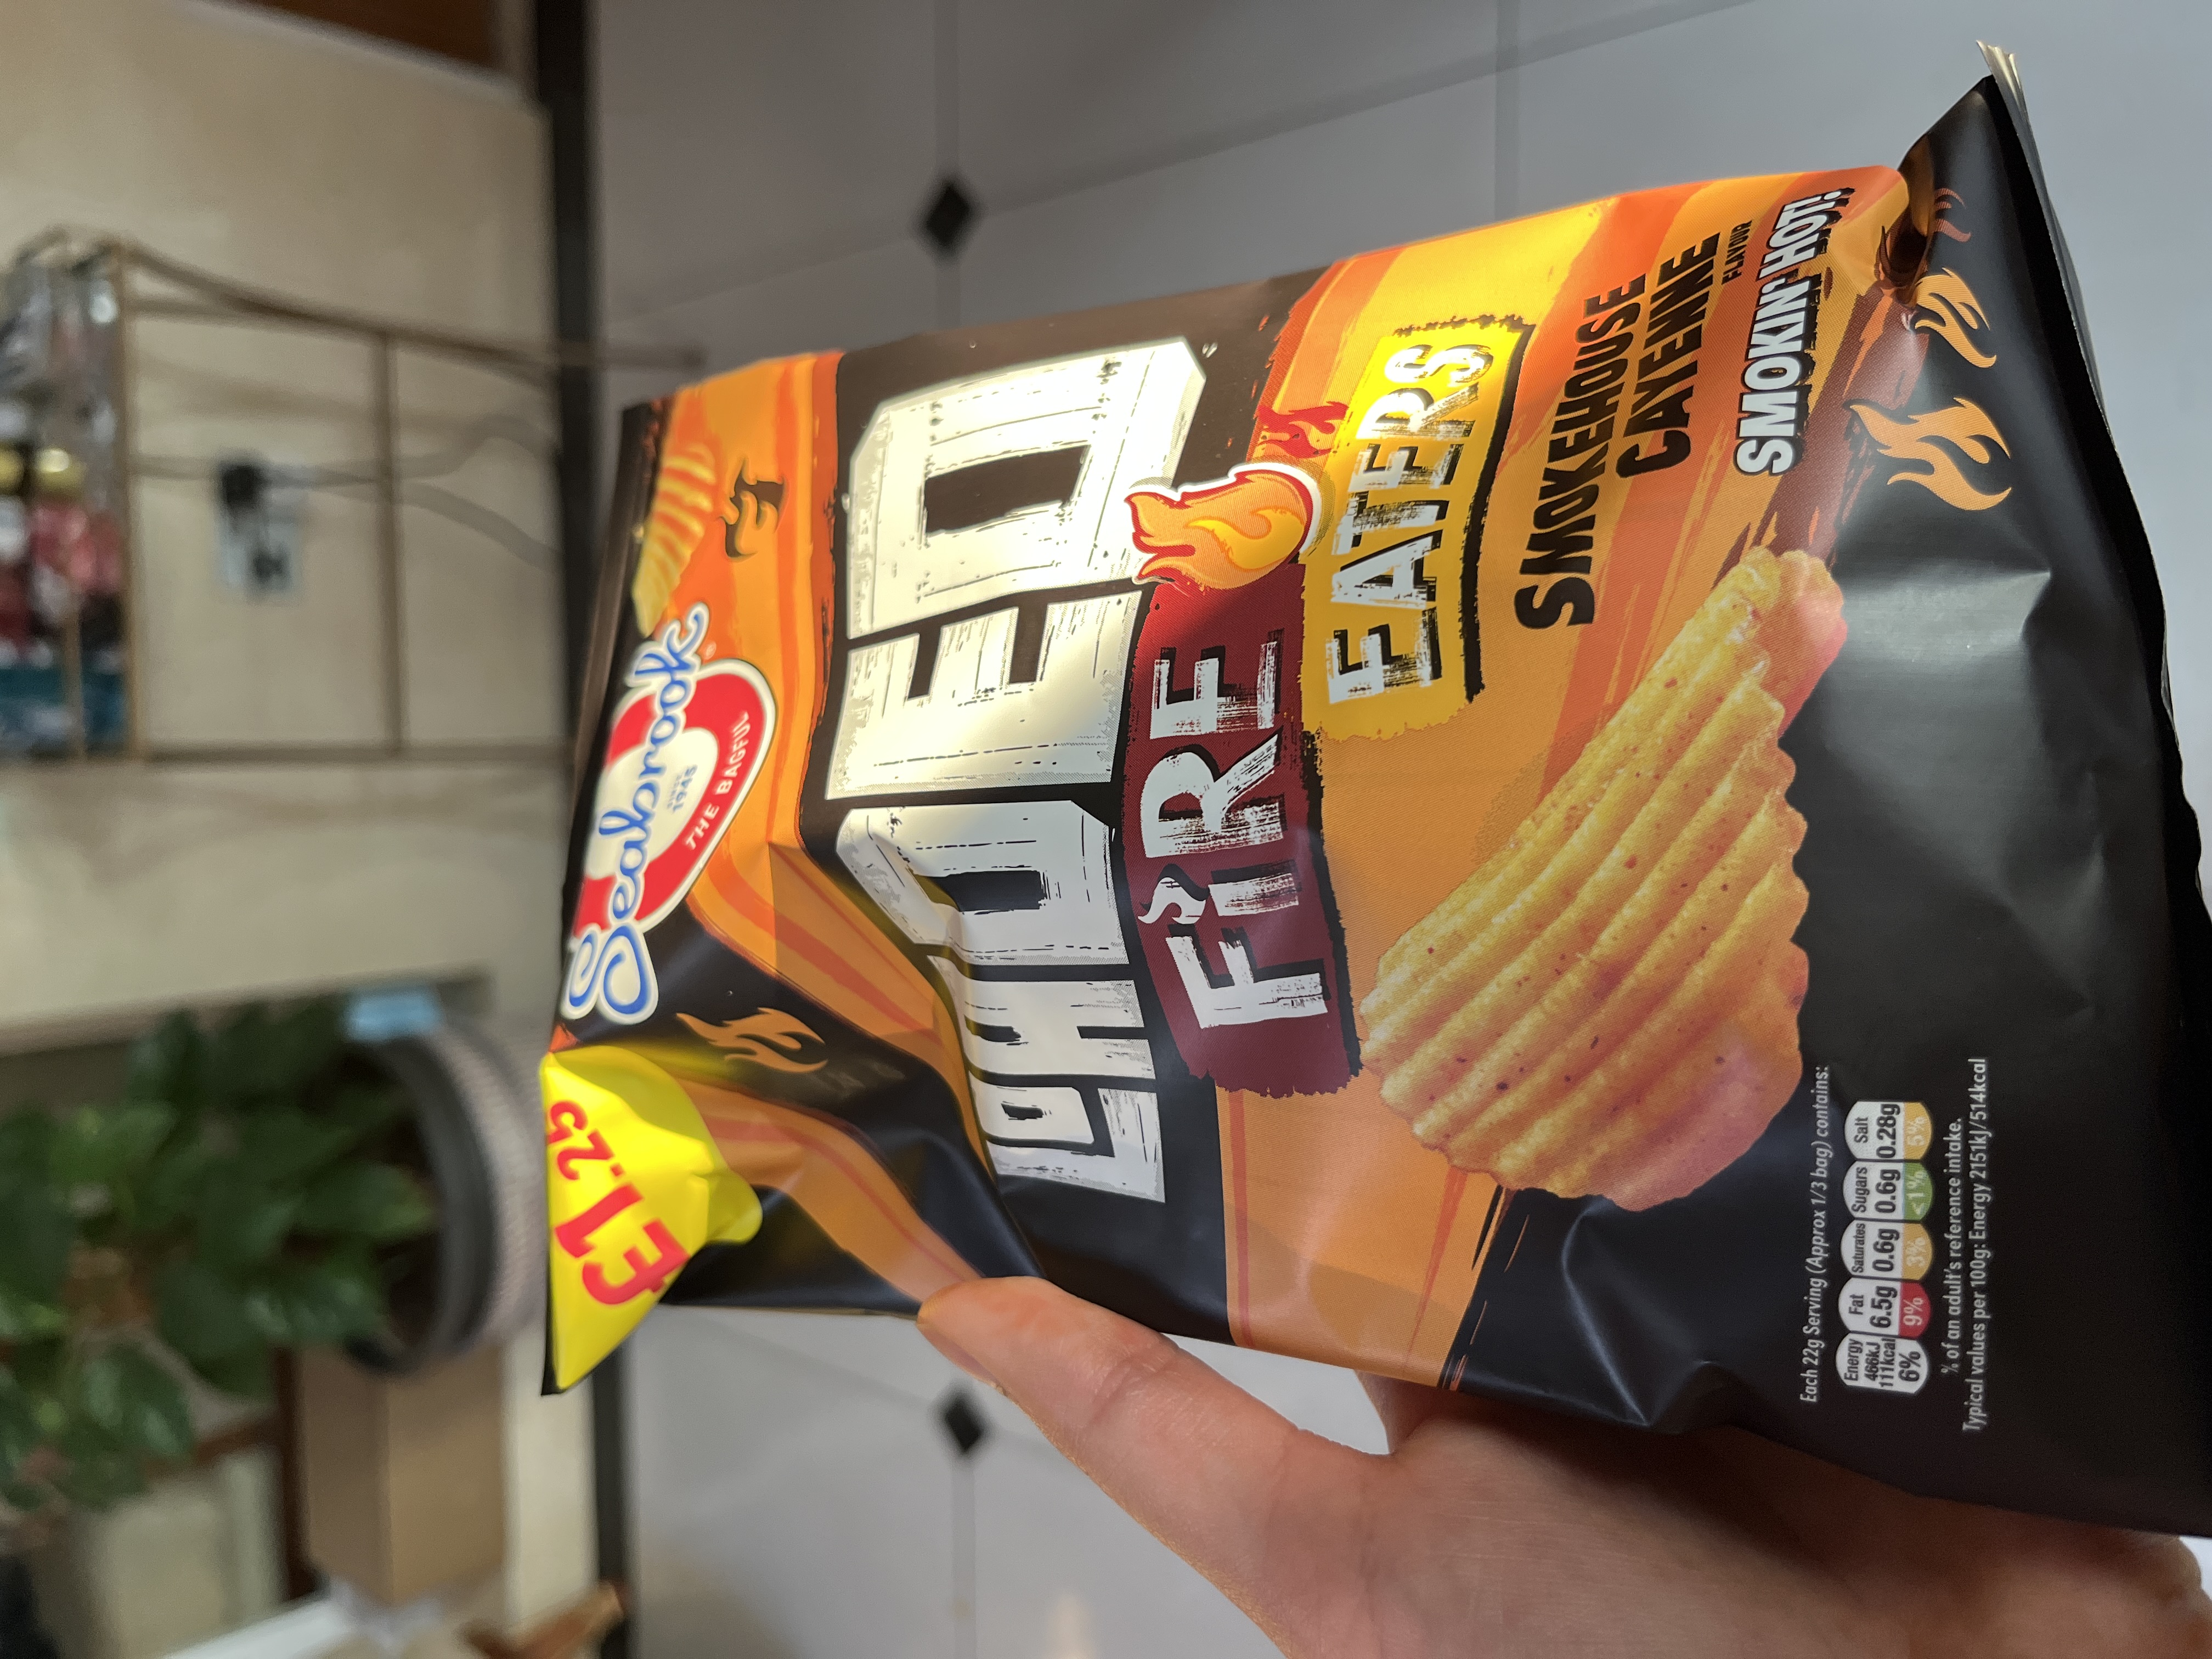 £1.25
Seabrook
SINCE
1945
THE BAGFUL
®
LOADED
FIRE
EATERS
SMOKEHOUSE
CAYENNE
FLAVOUR
SMOKIN' HOT!
Each 22g Serving (Approx 1/3 bag) contains:
Energy Fat Saturates Sugars Salt
466kJ
111kcal 6.5g 0.6g 0.6g 0.28g
6% 9% 3% <1% 5%
% of an adult's reference intake.
Typical values per 100g: Energy 2151kJ/514kcal